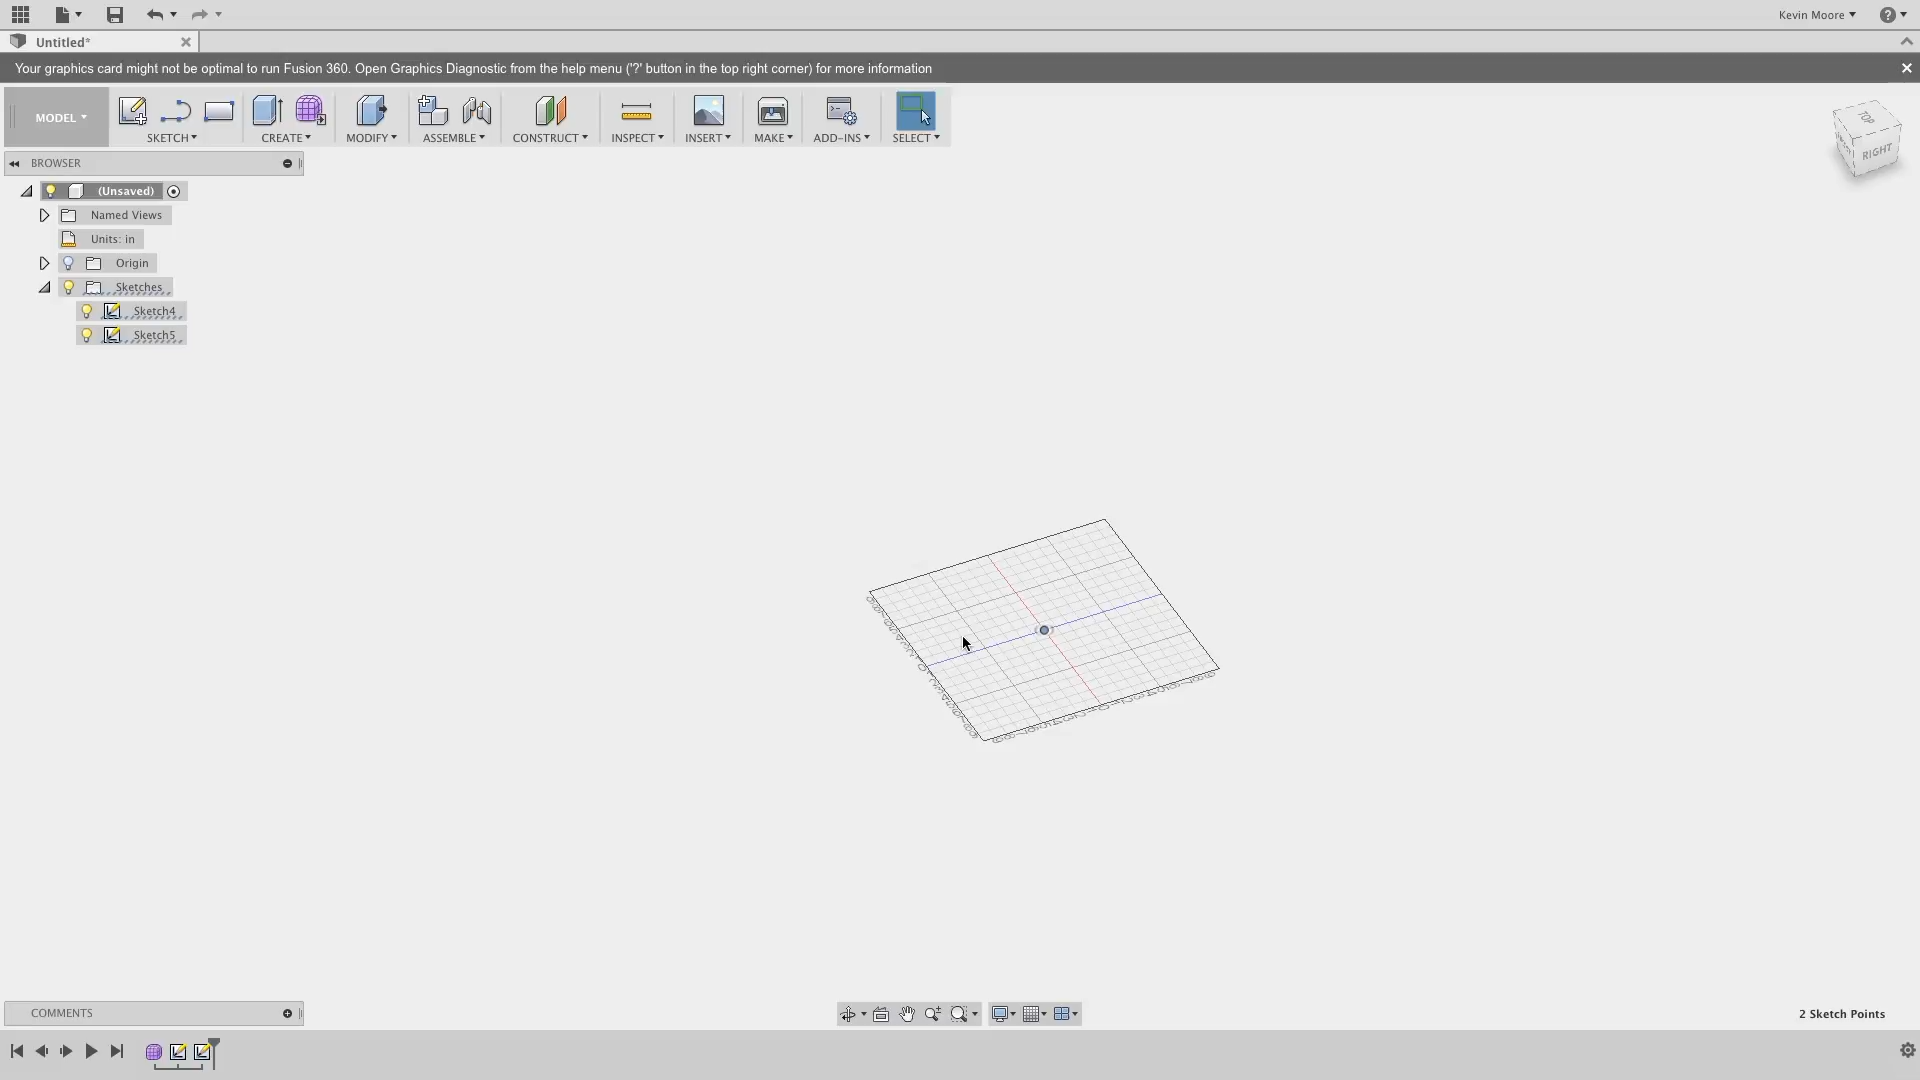 Kevin Moore
Untitled*
Your graphics card might not be optimal to run Fusion 360. Open Graphics Diagnostic from the help menu ('?' button in the top right corner) for more information
MODEL
SKETCH
CREATE
MODIFY
ASSEMBLE
CONSTRUCT
INSPECT
INSERT
MAKE
ADD-INS
SELECT
TOP
RIGHT
BROWSER
(Unsaved)
Named Views
Units: in
Origin
Sketches
Sketch4
Sketch5
COMMENTS
2 Sketch Points